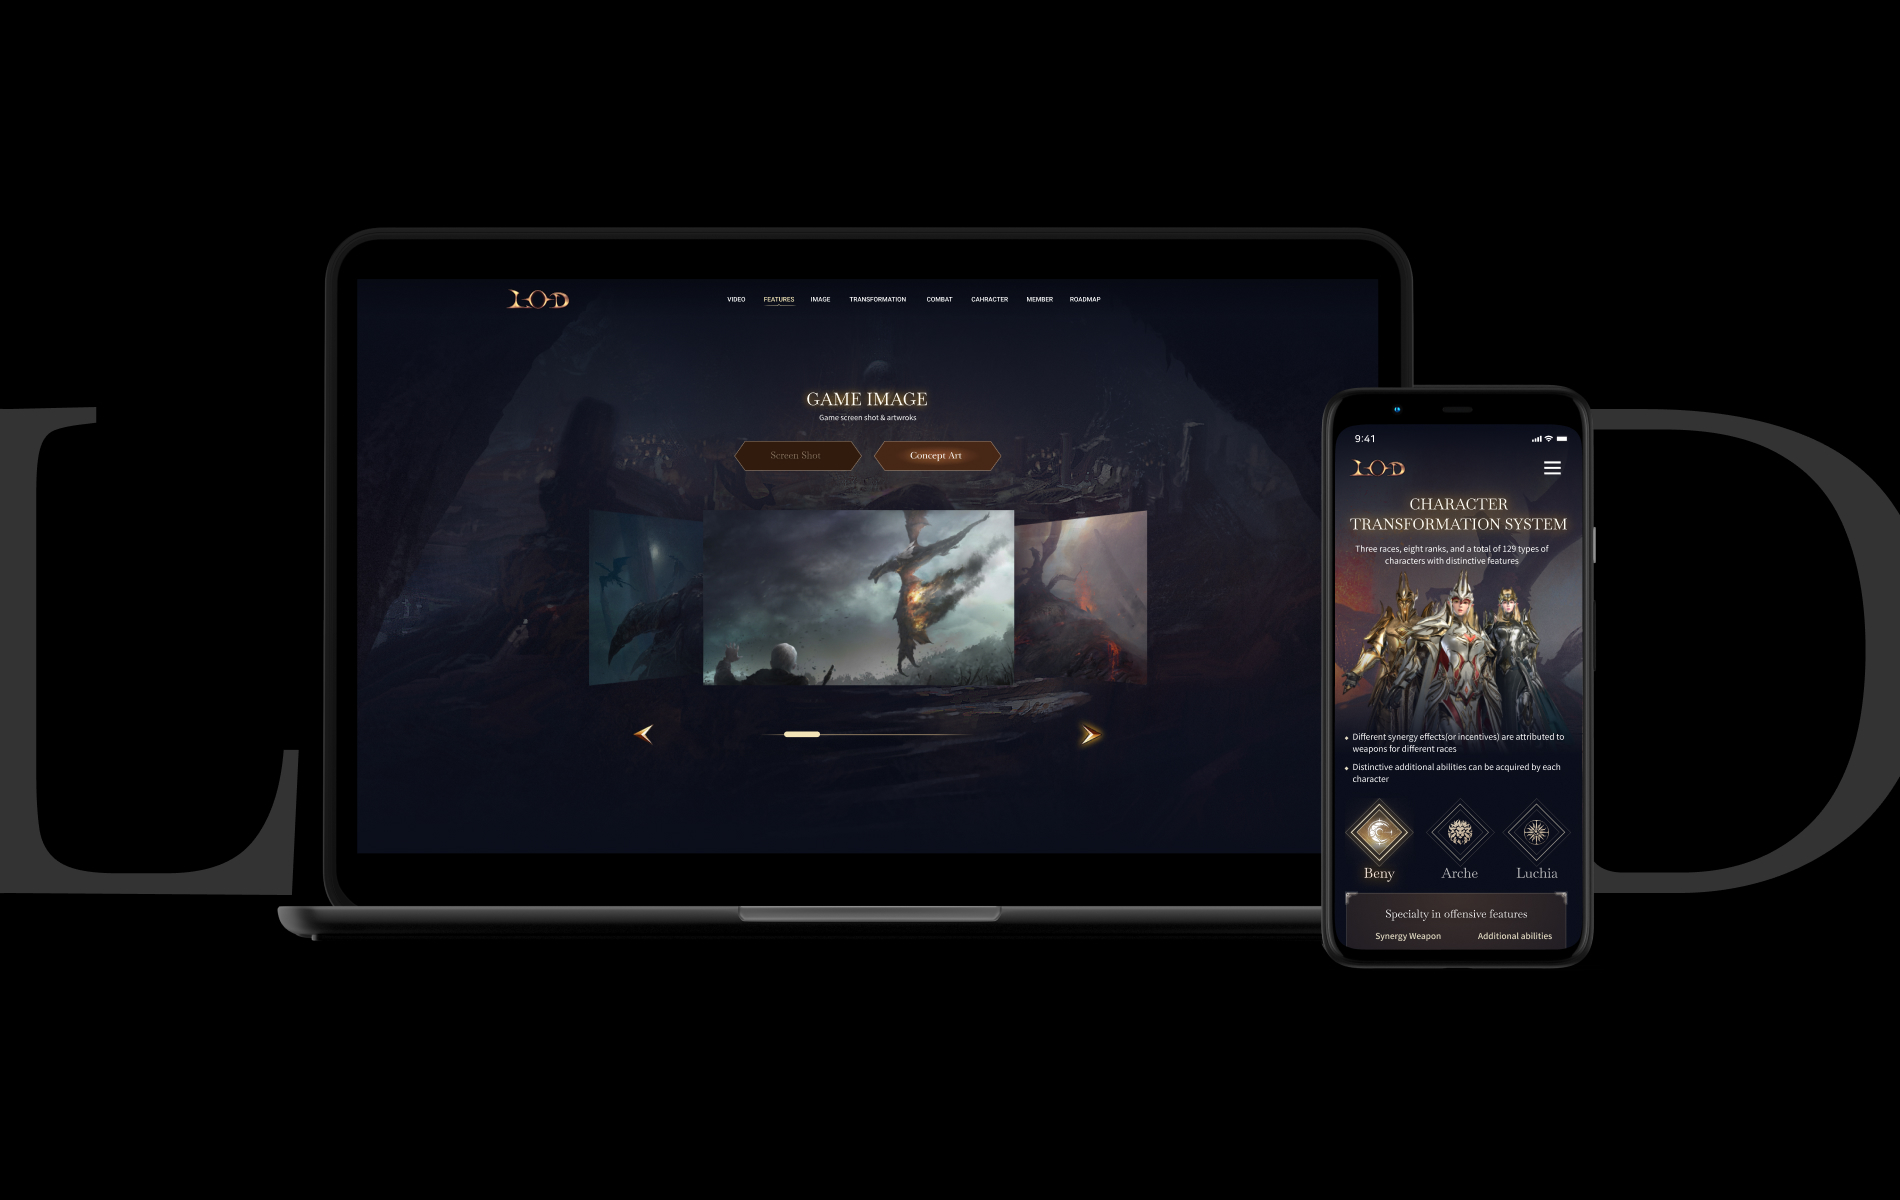 L D
LOD
VIDEO FEATURES IMAGE TRANSFORMATION COMBAT CAHRACTER MEMBER ROADMAP
GAME IMAGE
Game screen shot & artwroks
Screen Shot Concept Art
9:41
LOD
CHARACTER
TRANSFORMATION SYSTEM
Three races, eight ranks, and a total of 129 types of
characters with distinctive features
Different synergy effects(or incentives) are attributed to
weapons for different races
Distinctive additional abilities can be acquired by each
character
Beny Arche Luchia
Specialty in offensive features
Synergy Weapon Additional abilities